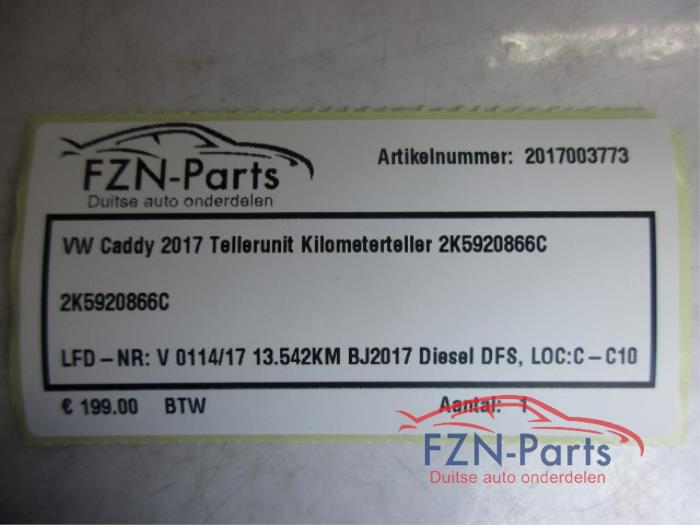 FZN-Parts
Duitse auto onderdelen
Artikelnummer: 2017003773
VW Caddy 2017 Tellerunit Kilometerteller 2K5920866C
2K5920866C
LFD-NR: V 0114/17 13.542KM BJ2017 Diesel DFS, LOC:C-C10
€ 199.00 BTW
Aantal: 1
FZN-Parts
Duitse auto onderdelen